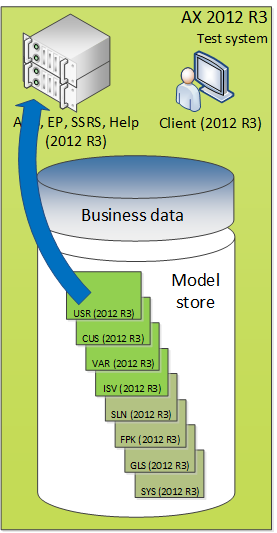 AX 2012 R3
Test system
EP, SSRS, Help
(2012 R3)
Client (2012 R3)
Business data
Model
store
USR (2012 R3)
CUS (2012 R3)
VAR (2012 R3)
ISV (2012 R3)
SLN (2012 R3)
FPK (2012 R3)
GLS (2012 R3)
SYS (2012 R3)